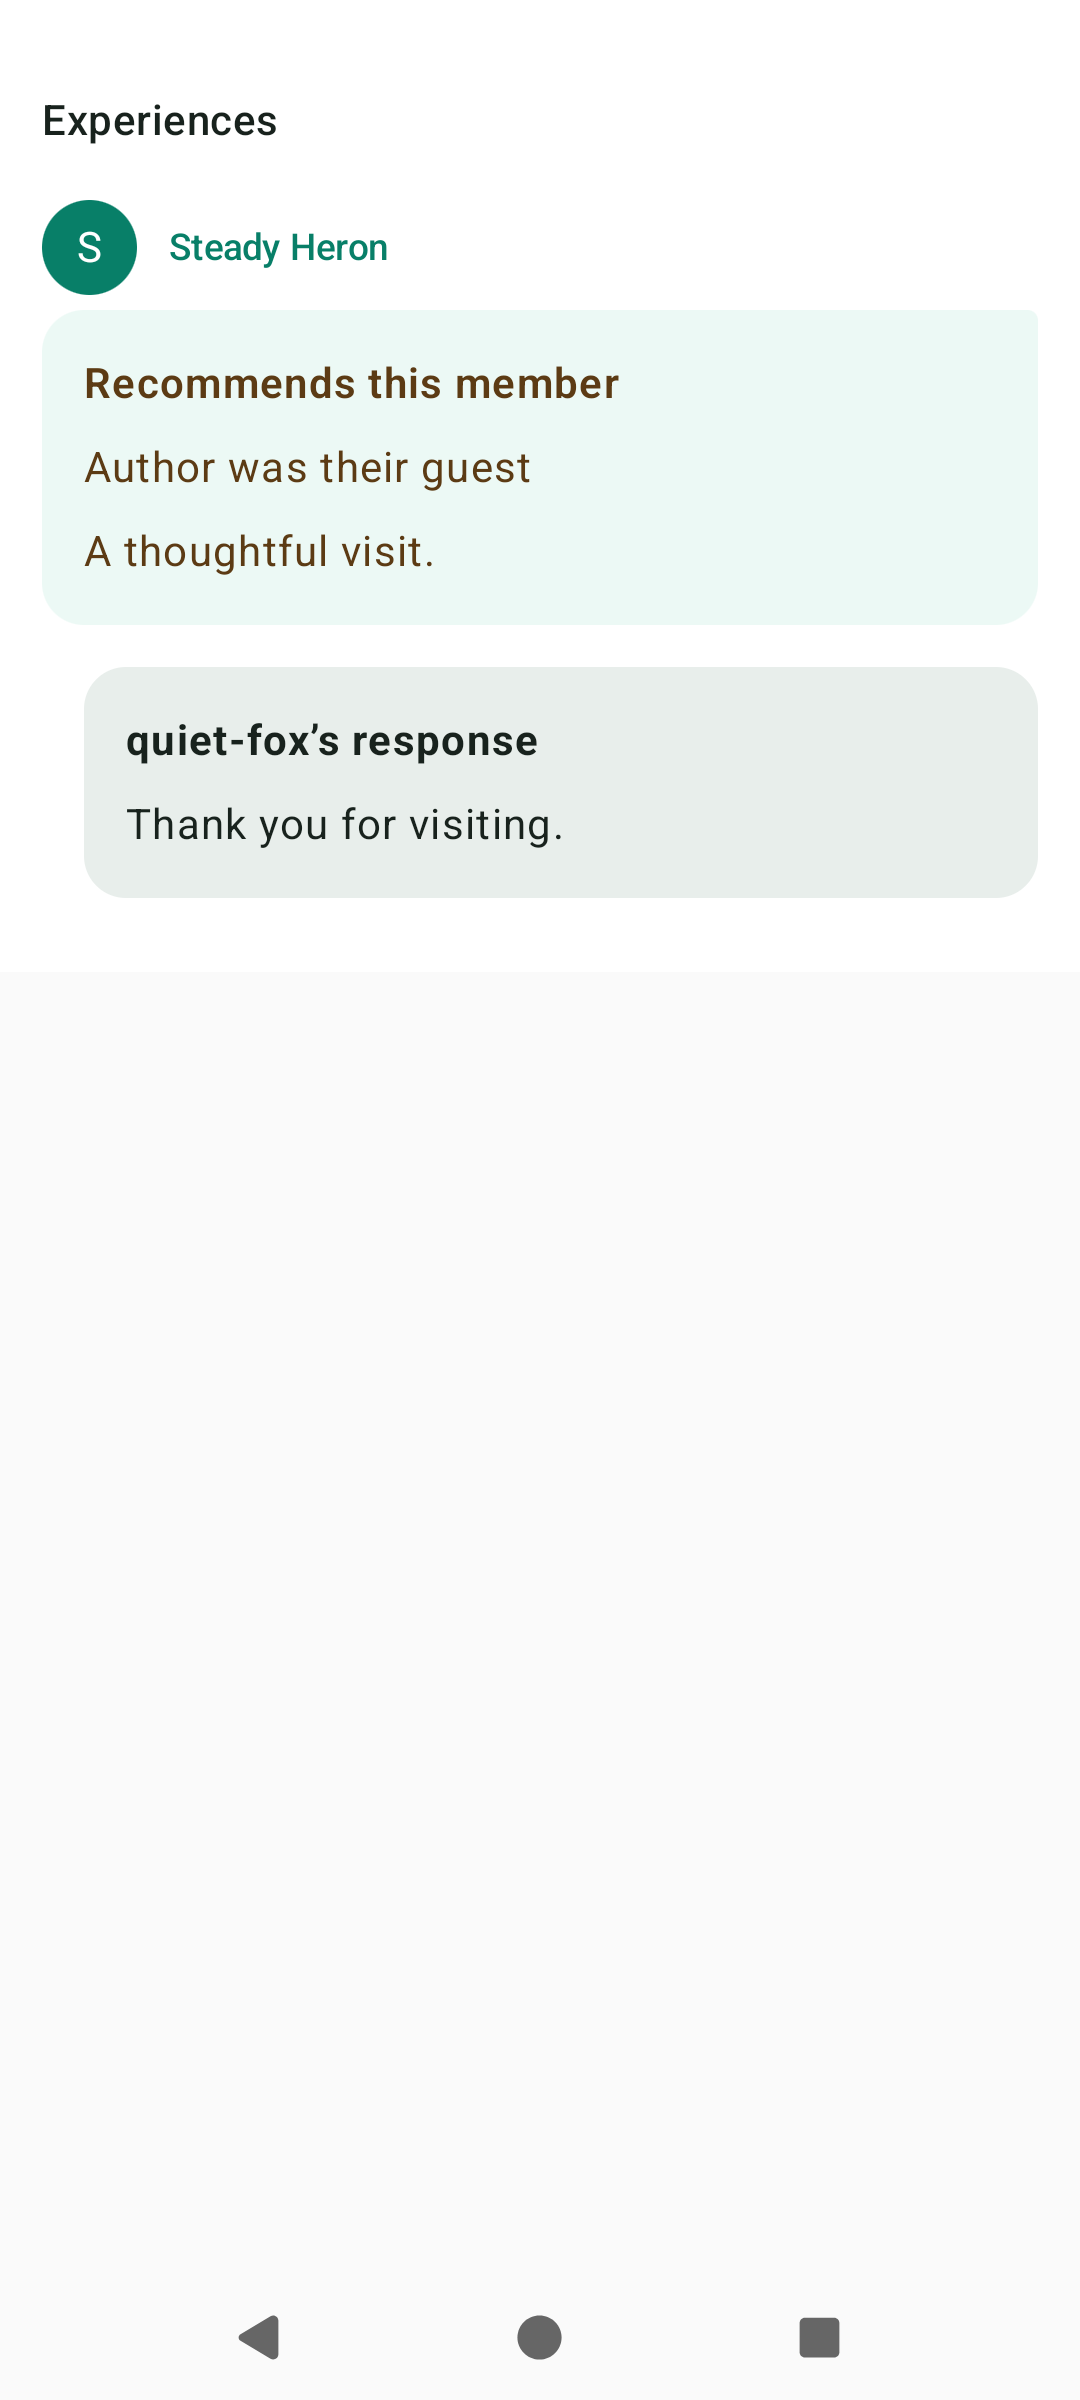 Experiences
S
Steady Heron
Recommends this member
Author was their guest
A thoughtful visit.
quiet-fox’s response
Thank you for visiting.